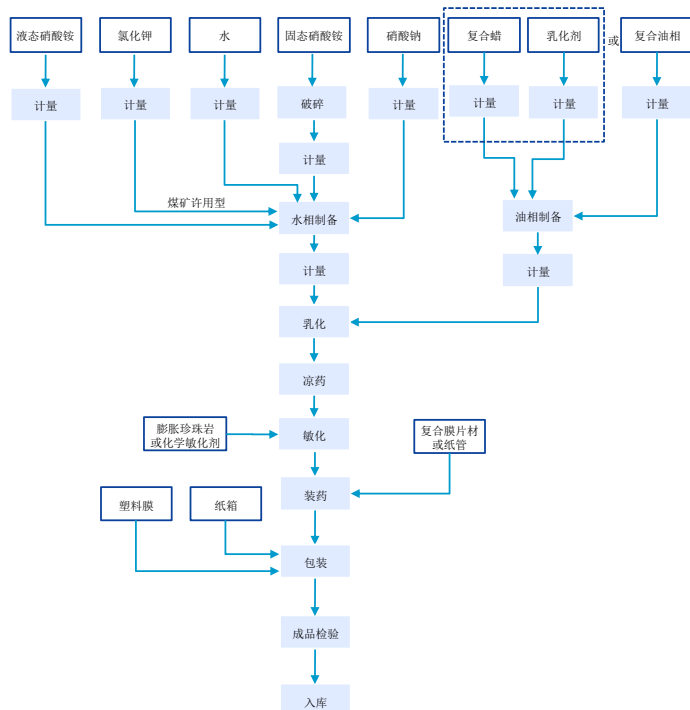 液态硝酸铵
氯化钾
水
固态硝酸铵
硝酸钠
复合蜡
乳化剂
或
复合油相
计量
计量
计量
破碎
计量
计量
计量
计量
计量
煤矿许用型
水相制备
油相制备
计量
计量
乳化
凉药
膨胀珍珠岩
或化学敏化剂
敏化
复合膜片材
或纸管
装药
塑料膜
纸箱
包装
成品检验
入库